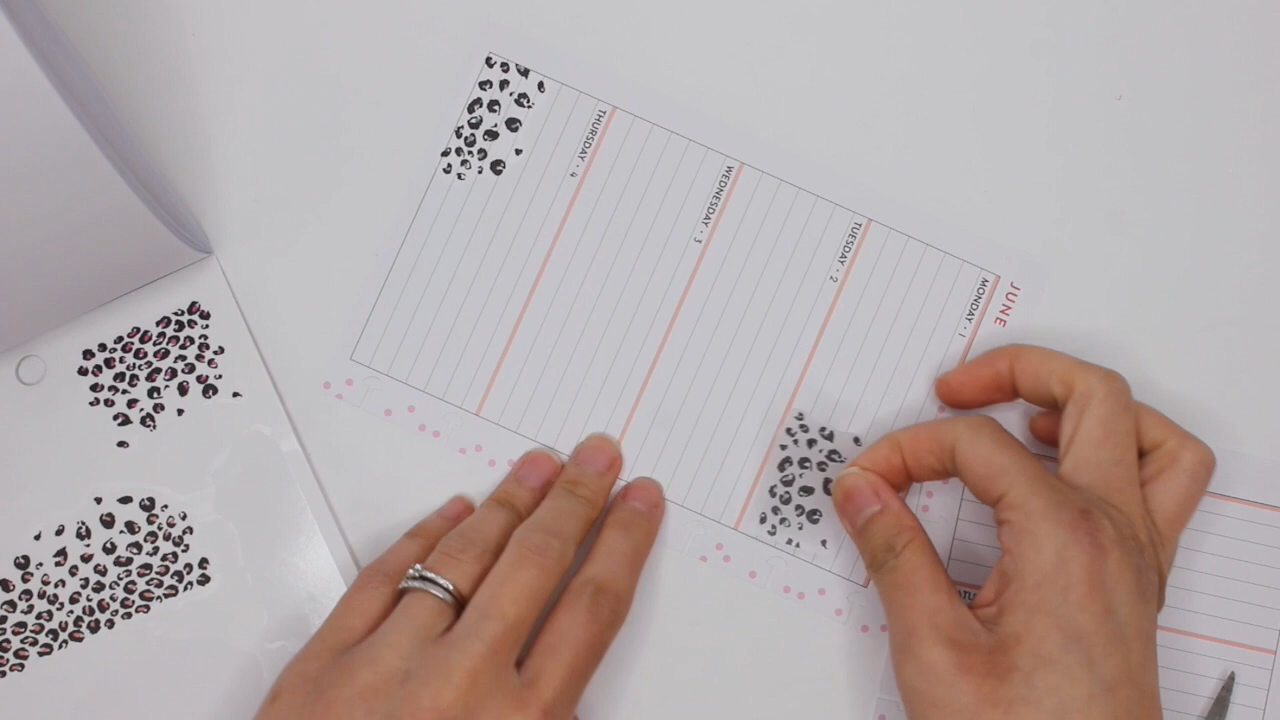 JUNE
MONDAY · 1
TUESDAY · 2
WEDNESDAY · 3
THURSDAY · 4